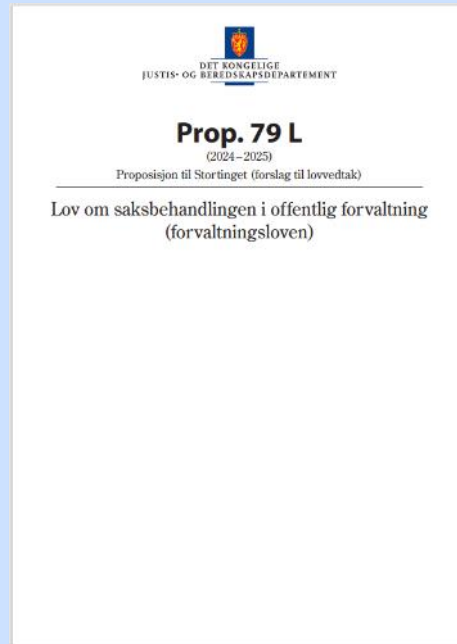 DET KONGELIGE
JUSTIS- OG BEREDSKAPSDEPARTEMENT
Prop. 79 L
(2024–2025)
Proposisjon til Stortinget (forslag til lovvedtak)
Lov om saksbehandlingen i offentlig forvaltning
(forvaltningsloven)